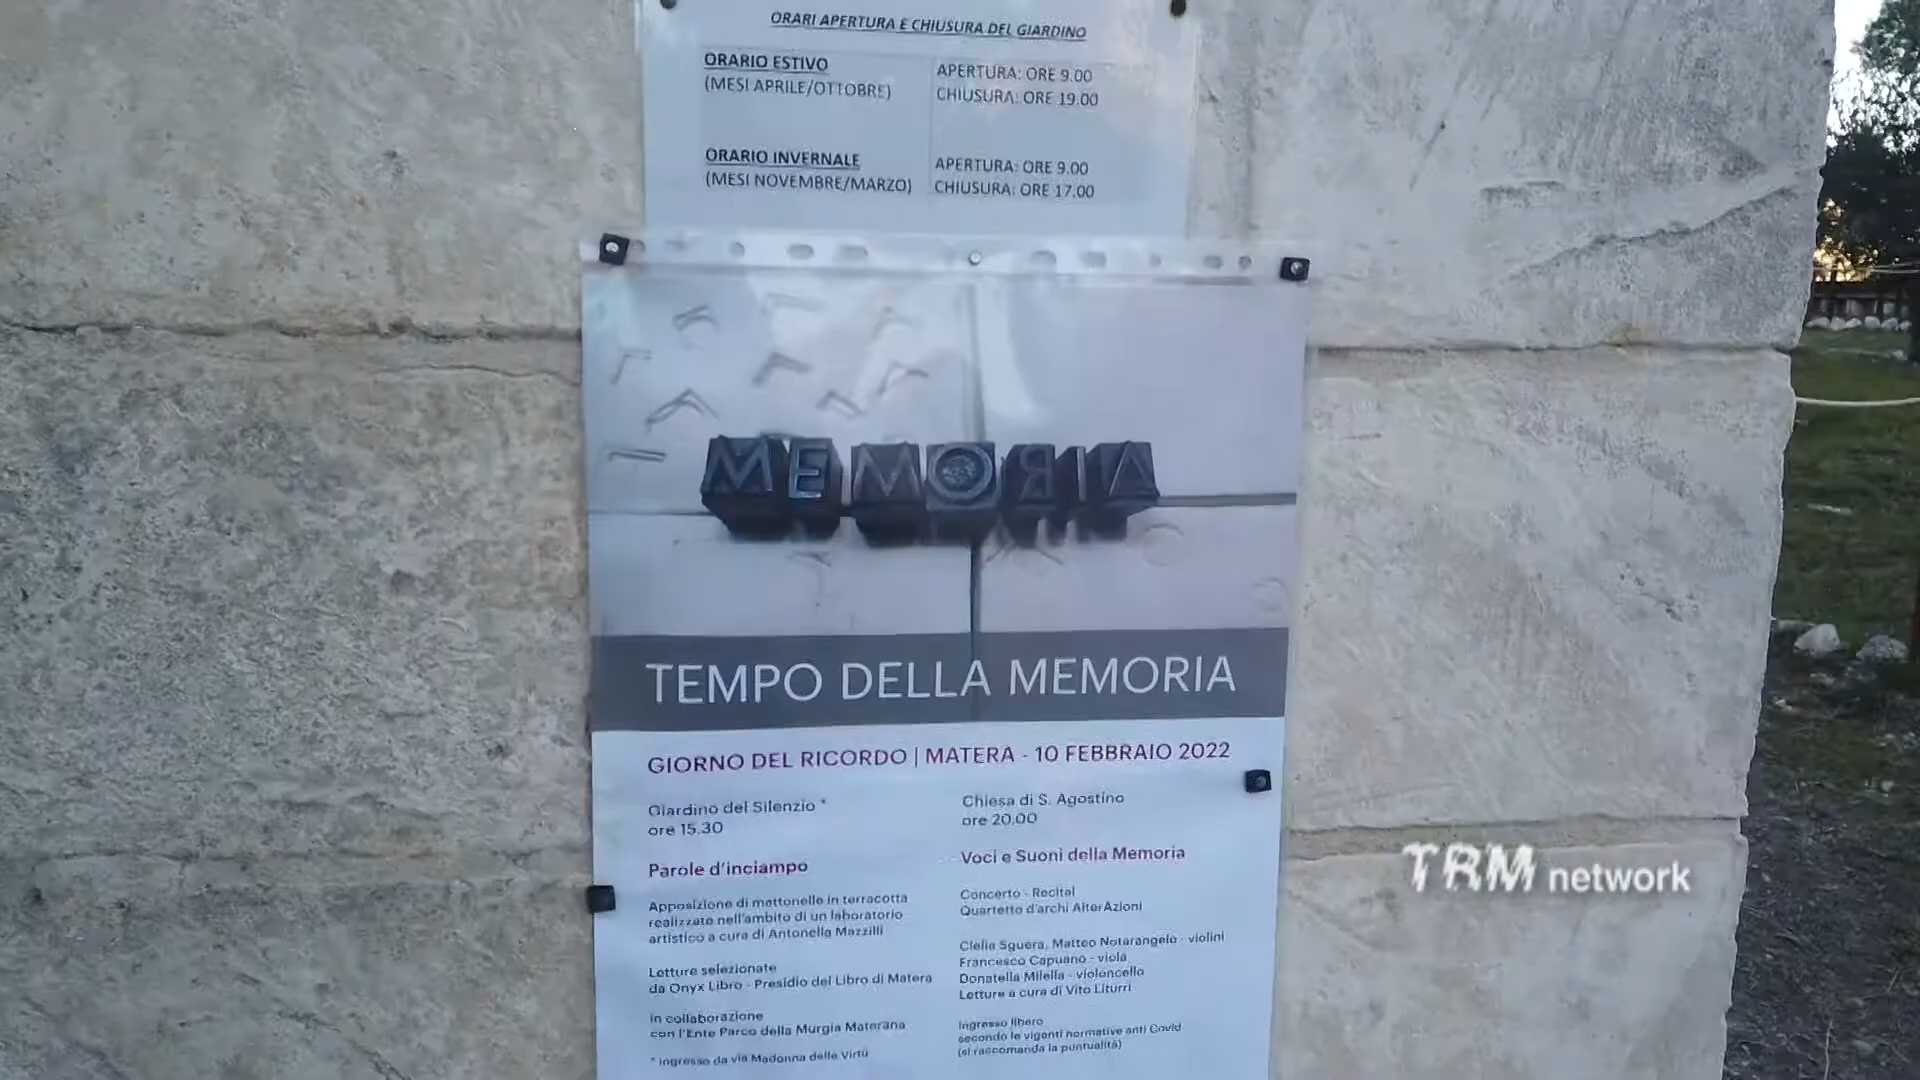 ORARI APERTURA E CHIUSURA DEL GIARDINO
ORARIO ESTIVO
(MESI APRILE/OTTOBRE)
APERTURA: ORE 9.00
CHIUSURA: ORE 19.00
ORARIO INVERNALE
(MESI NOVEMBRE/MARZO)
APERTURA: ORE 9.00
CHIUSURA: ORE 17.00
MEMORIA
TEMPO DELLA MEMORIA
GIORNO DEL RICORDO | MATERA - 10 FEBBRAIO 2022
Giardino del Silenzio *
ore 15.30
Parole d'inciampo
Apposizione di mattonelle in terracotta
realizzate nell'ambito di un laboratorio
artistico a cura di Antonella Mazzilli
Letture selezionate
da Onyx Libro - Presidio del Libro di Matera
in collaborazione
con l'Ente Parco della Murgia Materana
* ingresso da via Madonna delle Virtù
Chiesa di S. Agostino
ore 20.00
Voci e Suoni della Memoria
Concerto - Recital
Quartetto d'archi AlterAzioni
Clelia Sguera, Matteo Notarangelo - violini
Francesco Capuano - viola
Donatella Milella - violoncello
Letture a cura di Vito Liturri
Ingresso libero
secondo le vigenti normative anti Covid
(si raccomanda la puntualità)
TRM network